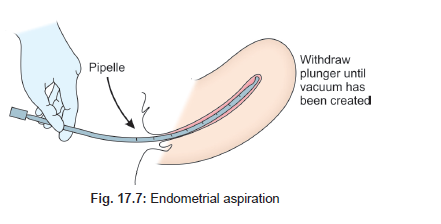 Pipelle
Withdraw
plunger until
vacuum has
been created
Fig. 17.7: Endometrial aspiration